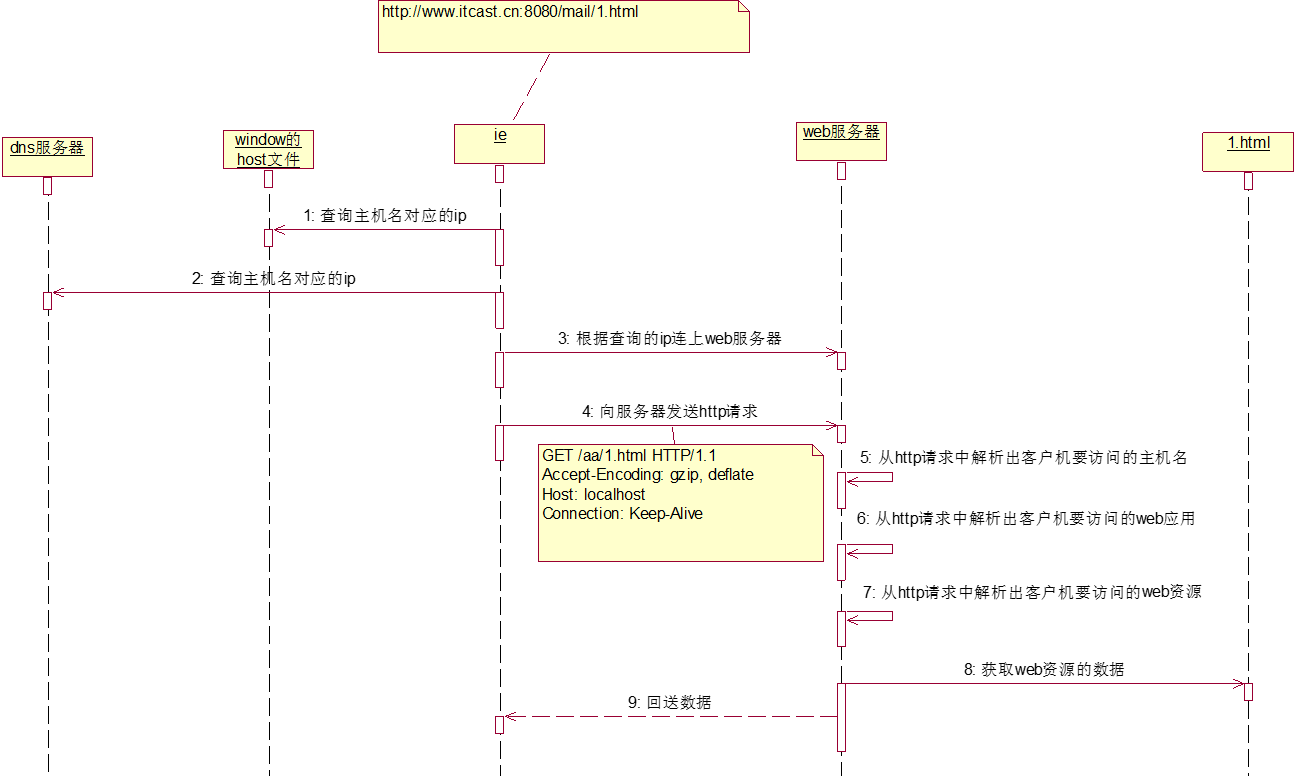 http://www.itcast.cn:8080/mail/1.html
dns服务器
window的
host文件
ie
web服务器
1.html
1: 查询主机名对应的ip
2: 查询主机名对应的ip
3: 根据查询的ip连上web服务器
4: 向服务器发送http请求
GET /aa/1.html HTTP/1.1
Accept-Encoding: gzip, deflate
Host: localhost
Connection: Keep-Alive
5: 从http请求中解析出客户机要访问的主机名
6: 从http请求中解析出客户机要访问的web应用
7: 从http请求中解析出客户机要访问的web资源
8: 获取web资源的数据
9: 回送数据